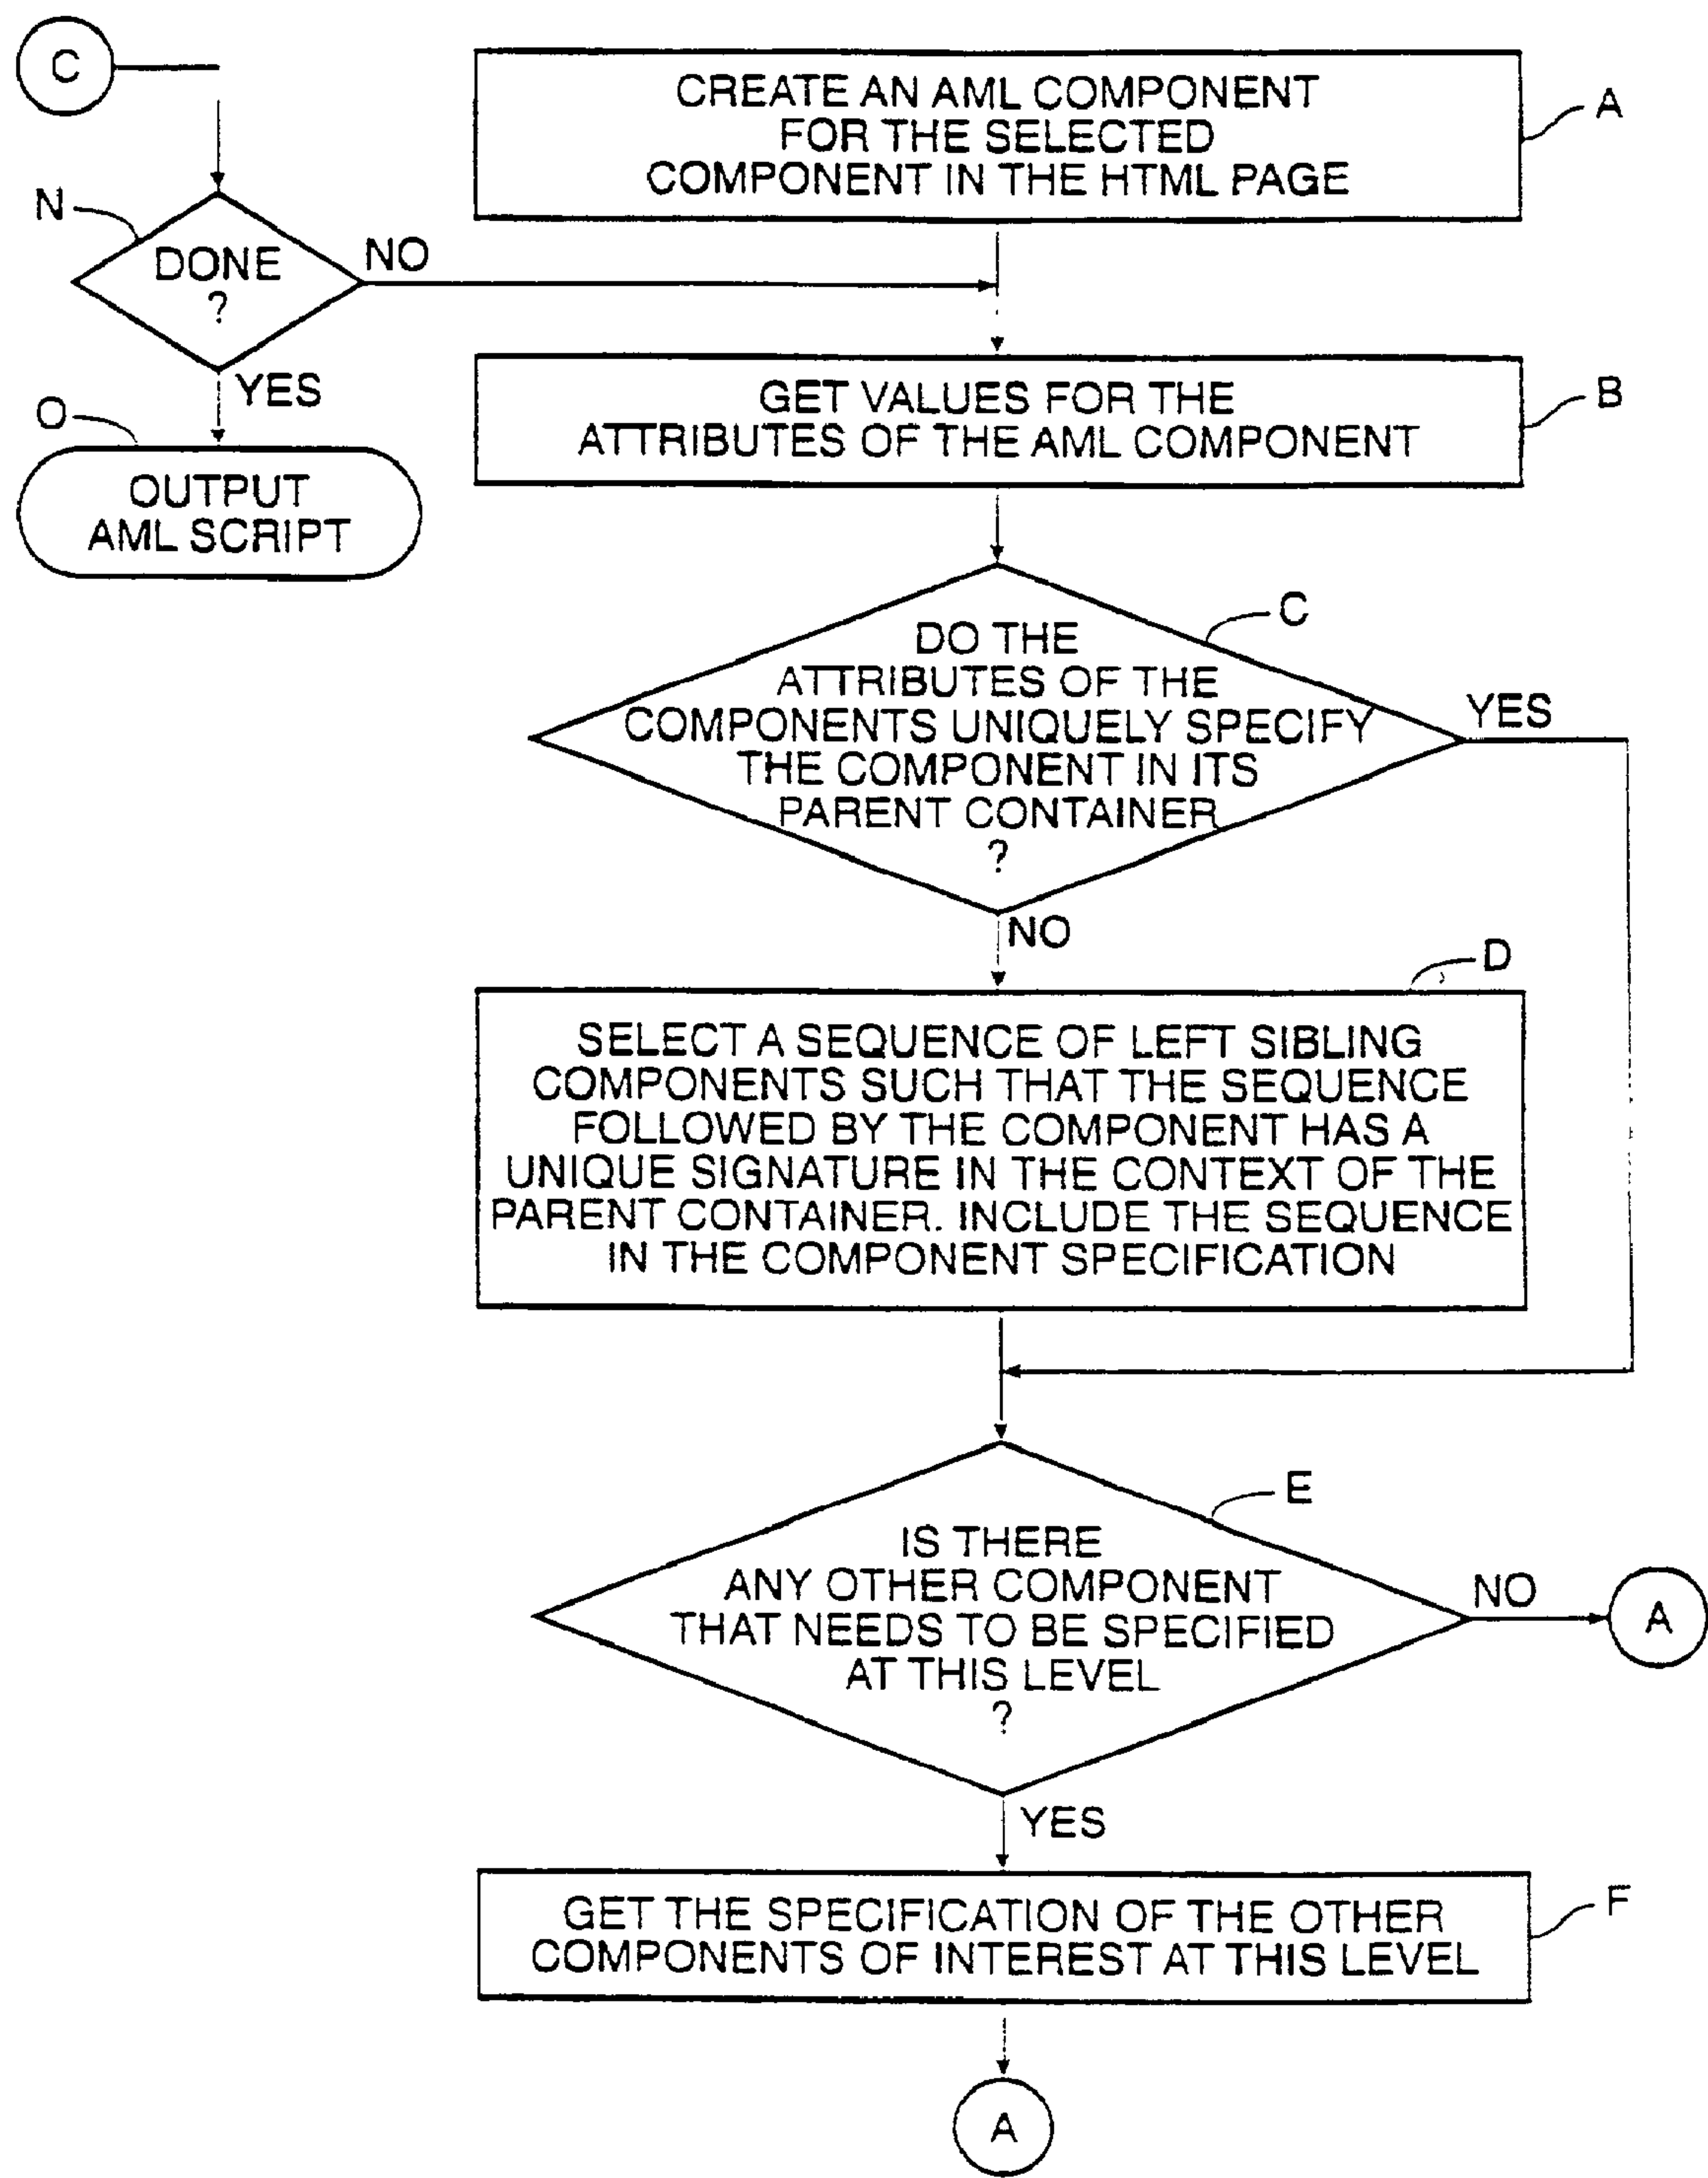 C
CREATE AN AML COMPONENT
FOR THE SELECTED
COMPONENT IN THE HTML PAGE
A
N
DONE
?
NO
YES
O
OUTPUT
AML SCRIPT
GET VALUES FOR THE
ATTRIBUTES OF THE AML COMPONENT
B
C
DO THE
ATTRIBUTES OF THE
COMPONENTS UNIQUELY SPECIFY
THE COMPONENT IN ITS
PARENT CONTAINER
?
YES
NO
D
SELECT A SEQUENCE OF LEFT SIBLING
COMPONENTS SUCH THAT THE SEQUENCE
FOLLOWED BY THE COMPONENT HAS A
UNIQUE SIGNATURE IN THE CONTEXT OF THE
PARENT CONTAINER. INCLUDE THE SEQUENCE
IN THE COMPONENT SPECIFICATION
E
IS THERE
ANY OTHER COMPONENT
THAT NEEDS TO BE SPECIFIED
AT THIS LEVEL
?
NO
A
YES
GET THE SPECIFICATION OF THE OTHER
COMPONENTS OF INTEREST AT THIS LEVEL
F
A